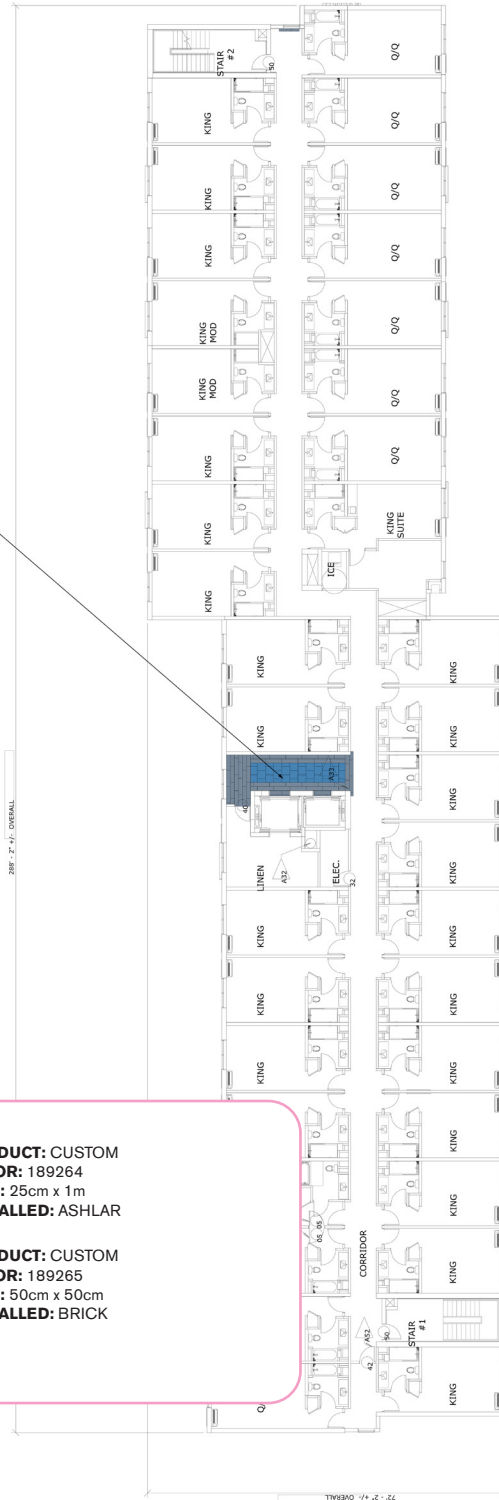 Q/Q
STAIR
#2
50
KING
Q/Q
KING
Q/Q
KING
Q/Q
KING
MOD
Q/Q
KING
MOD
Q/Q
KING
Q/Q
KING
KING
SUITE
ICE
KING
KING
KING
KING
KING
A33
KING
40
288' - 2" +/- OVERALL
LINEN
A32
ELEC.
32
KING
KING
KING
KING
KING
KING
KING
KING
DUCT: CUSTOM
OR: 189264
: 25cm x 1m
ALLED: ASHLAR
DUCT: CUSTOM
OR: 189265
: 50cm x 50cm
ALLED: BRICK
KING
05
05
CORRIDOR
KING
A52
50
42
STAIR
#1
Q/
KING
72' - 2" +/- OVERALL